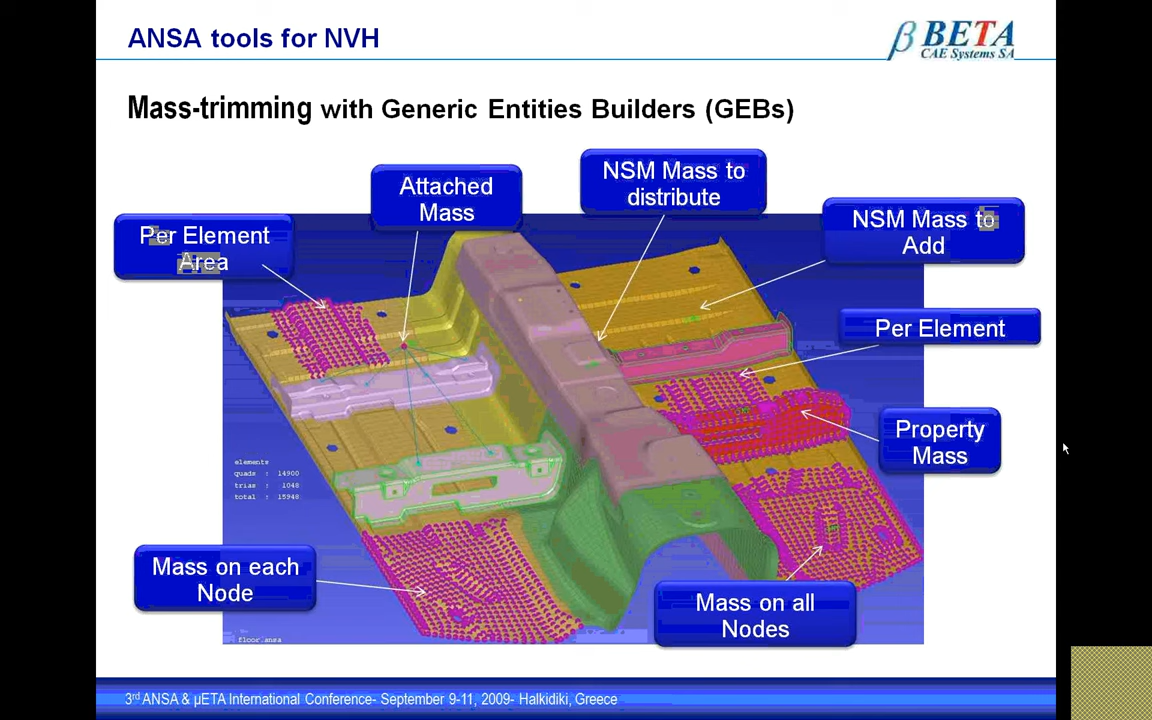 ANSA tools for NVH
β BETA
CAE Systems SA
Mass-trimming with Generic Entities Builders (GEBs)
Attached
Mass
NSM Mass to
distribute
NSM Mass to
Add
Per Element
Area
Per Element
Property
Mass
elements
quads : 14900
trias : 1048
total : 15948
Mass on each
Node
Mass on all
Nodes
floor.ansa
3rd ANSA & μETA International Conference- September 9-11, 2009- Halkidiki, Greece